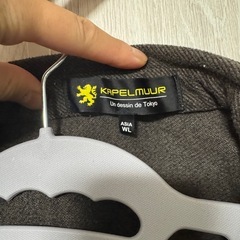 KAPELMUUR
Un dessin de Tokyo
ASIA
WL